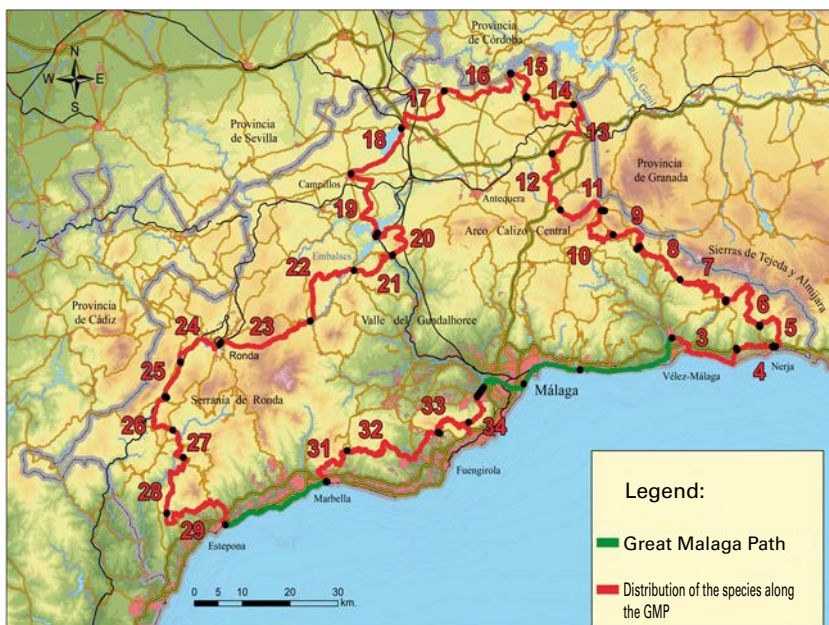 Provincia
de Córdoba
N
W E
S
15
16
14
17
Río Genil
13
18
Provincia
de Sevilla
Provincia
de Granada
Campillos
12
11
Antequera
19
9
Arco Calizo Central
20
10
Sierras de Tejeda y Almijara
8
Embalses
21
22
7
Provincia
de Cádiz
6
Valle del Guadalhorce
24
23
5
3
Ronda
25
Vélez-Málaga
4
Nerja
Málaga
Serranía de Ronda
26
33
34
27
32
31
Fuengirola
28
Marbella
29
Estepona
0 5 10 20 30
km.
Legend:
Great Malaga Path
Distribution of the species along
the GMP